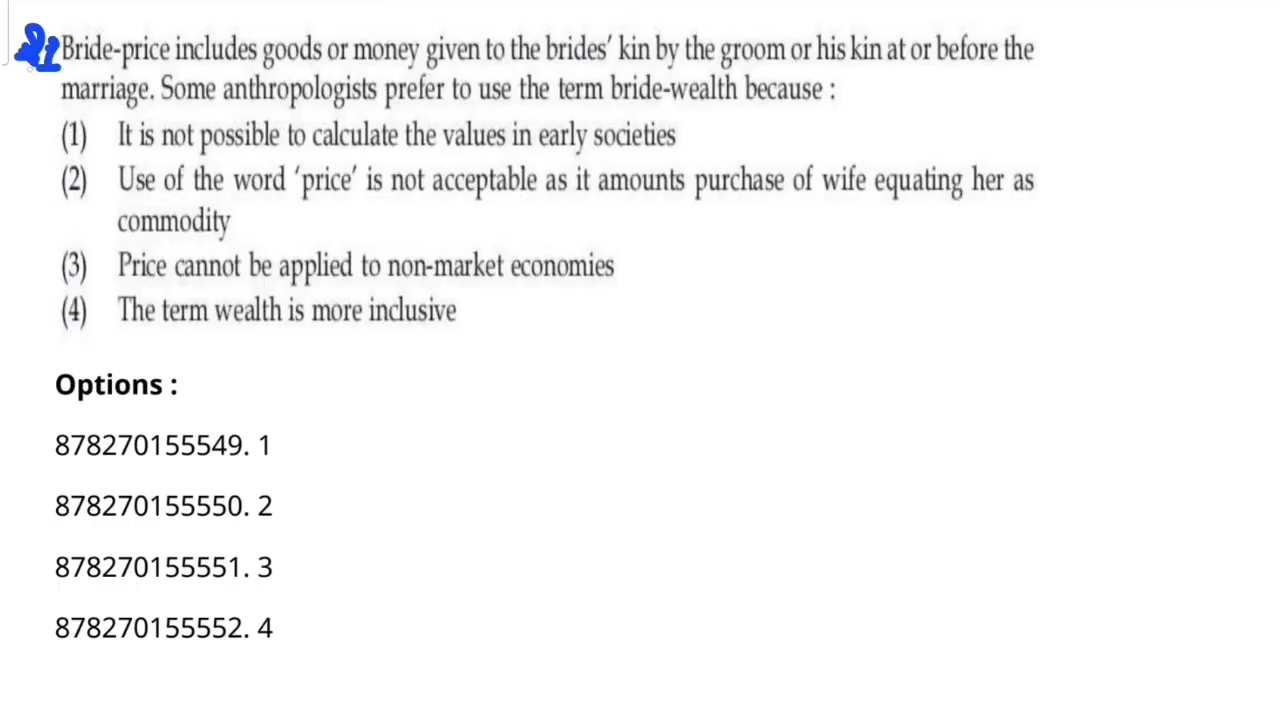 Bride-price includes goods or money given to the brides' kin by the groom or his kin at or before the
marriage. Some anthropologists prefer to use the term bride-wealth because :
(1) It is not possible to calculate the values in early societies
(2) Use of the word 'price' is not acceptable as it amounts purchase of wife equating her as
commodity
(3) Price cannot be applied to non-market economies
(4) The term wealth is more inclusive
Options :
878270155549. 1
878270155550. 2
878270155551. 3
878270155552. 4